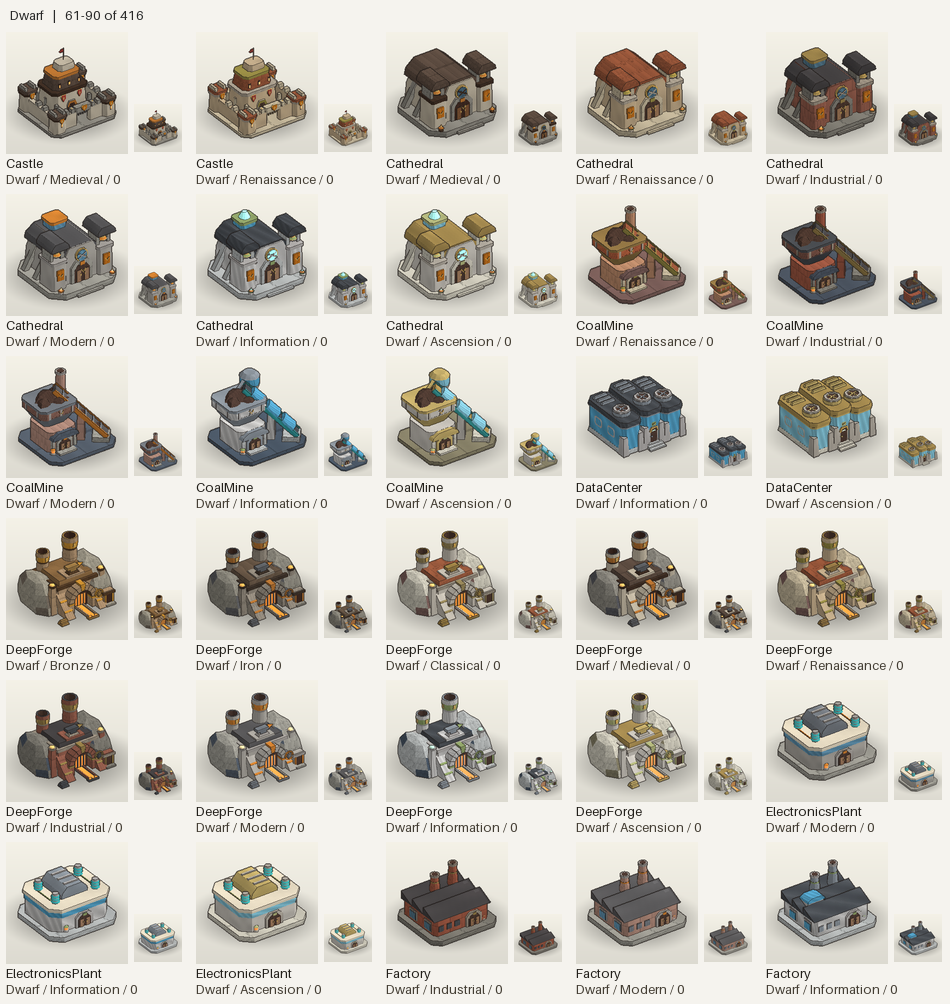 Dwarf | 61-90 of 416
Castle
Dwarf / Medieval / 0
Castle
Dwarf / Renaissance / 0
Cathedral
Dwarf / Medieval / 0
Cathedral
Dwarf / Renaissance / 0
Cathedral
Dwarf / Industrial / 0
Cathedral
Dwarf / Modern / 0
Cathedral
Dwarf / Information / 0
Cathedral
Dwarf / Ascension / 0
CoalMine
Dwarf / Renaissance / 0
CoalMine
Dwarf / Industrial / 0
CoalMine
Dwarf / Modern / 0
CoalMine
Dwarf / Information / 0
CoalMine
Dwarf / Ascension / 0
DataCenter
Dwarf / Information / 0
DataCenter
Dwarf / Ascension / 0
DeepForge
Dwarf / Bronze / 0
DeepForge
Dwarf / Iron / 0
DeepForge
Dwarf / Classical / 0
DeepForge
Dwarf / Medieval / 0
DeepForge
Dwarf / Renaissance / 0
DeepForge
Dwarf / Industrial / 0
DeepForge
Dwarf / Modern / 0
DeepForge
Dwarf / Information / 0
DeepForge
Dwarf / Ascension / 0
ElectronicsPlant
Dwarf / Modern / 0
ElectronicsPlant
Dwarf / Information / 0
ElectronicsPlant
Dwarf / Ascension / 0
Factory
Dwarf / Industrial / 0
Factory
Dwarf / Modern / 0
Factory
Dwarf / Information / 0